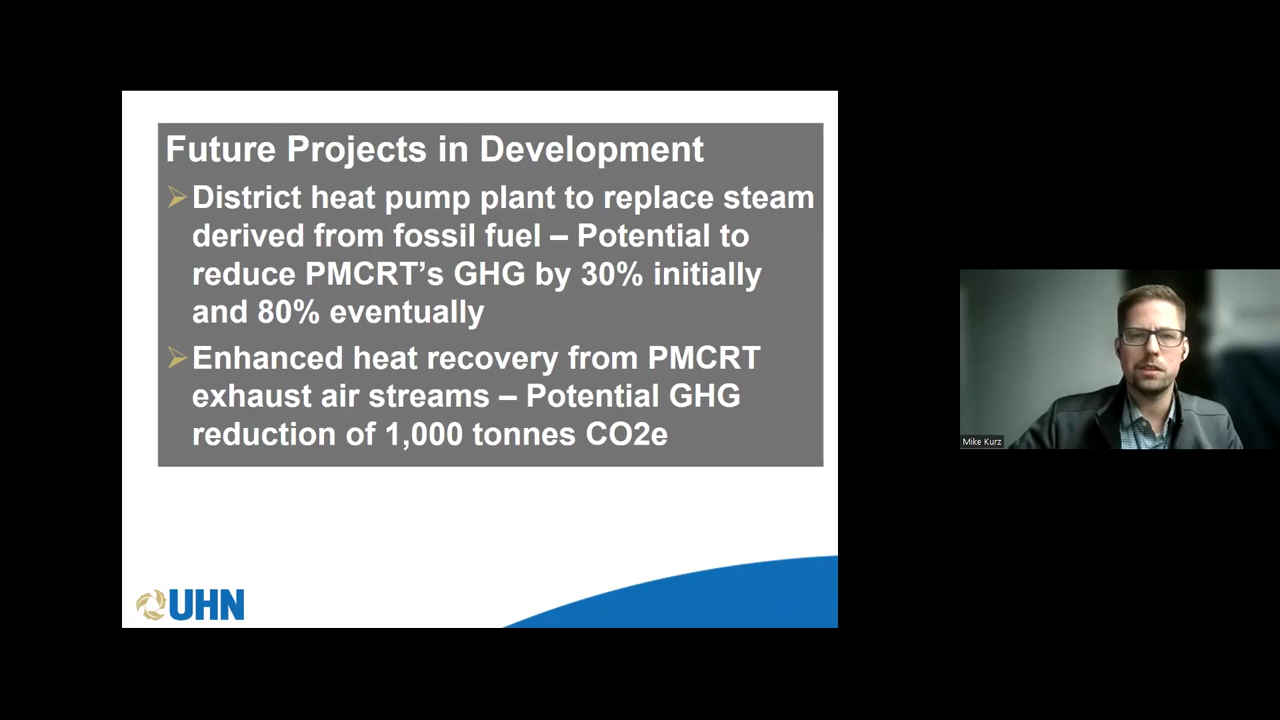 Future Projects in Development
District heat pump plant to replace steam
derived from fossil fuel – Potential to
reduce PMCRT’s GHG by 30% initially
and 80% eventually
Enhanced heat recovery from PMCRT
exhaust air streams – Potential GHG
reduction of 1,000 tonnes CO2e
UHN
Mike Kurz